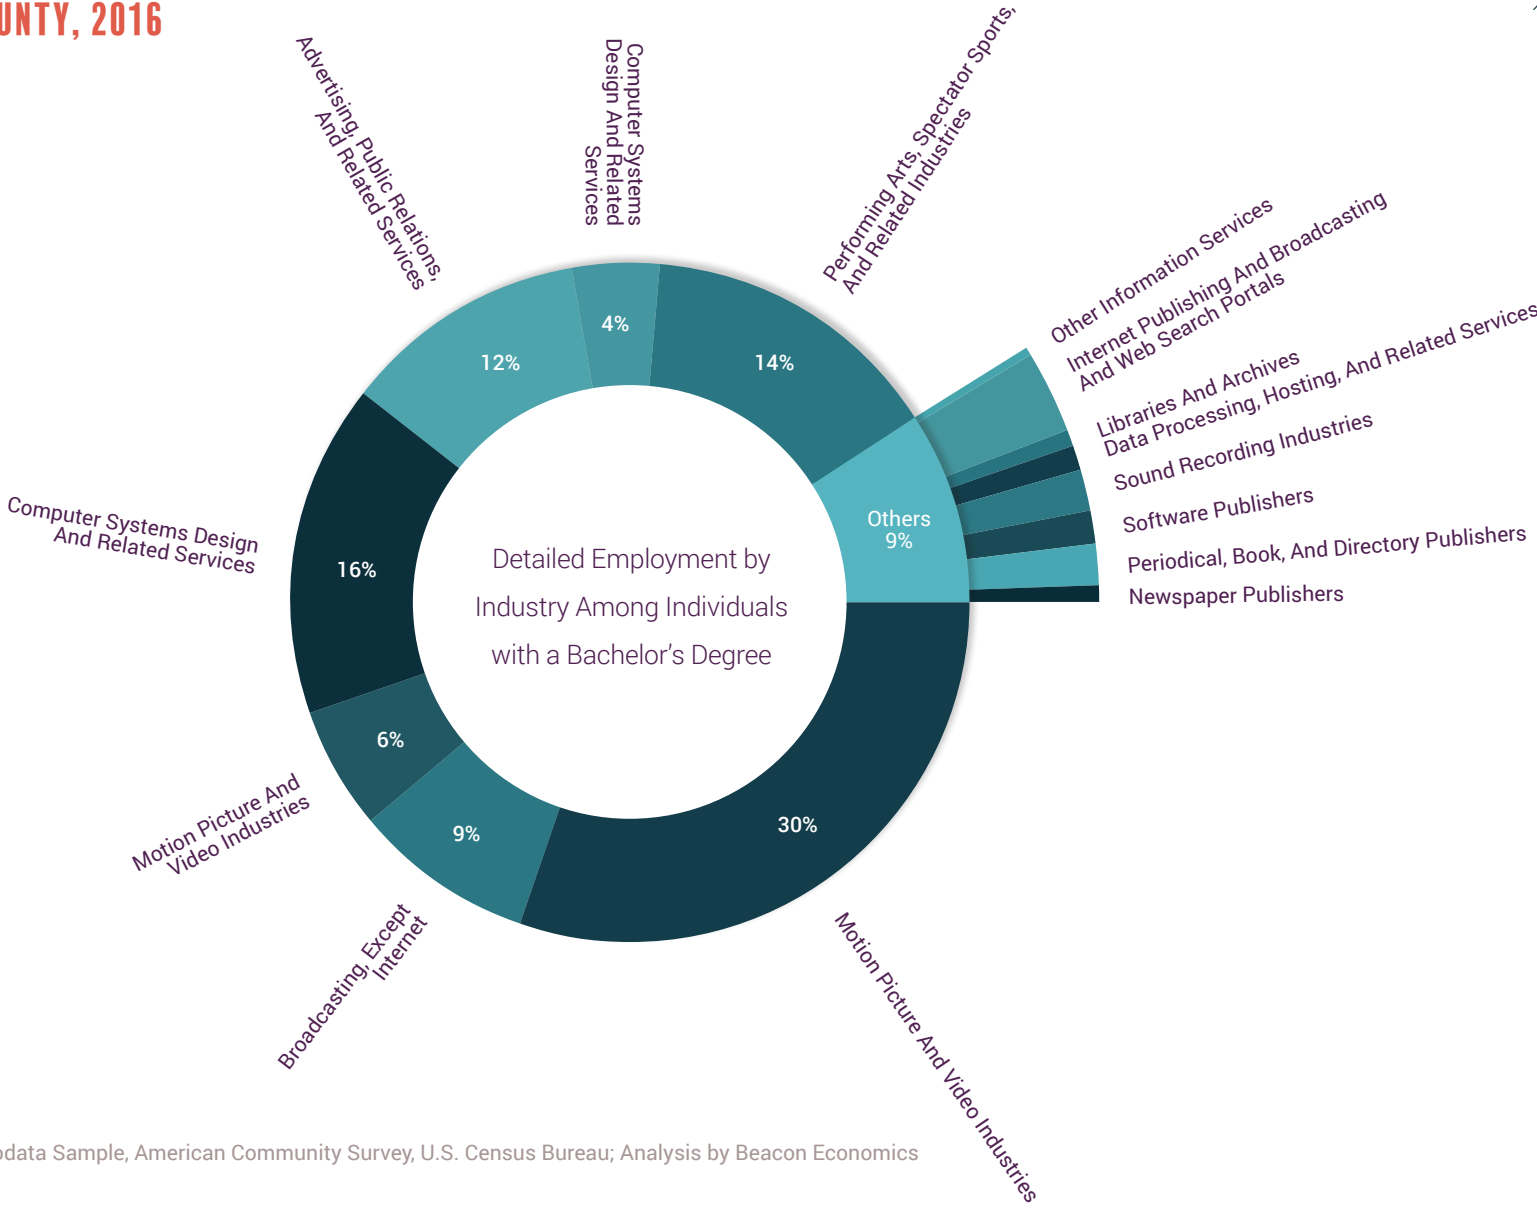 UNTY, 2016
Advertising, Public Relations,
And Related Services
Computer Systems
Design And Related
Services
Performing Arts, Spectator Sports,
And Related Industries
Other Information Services
Internet Publishing And Broadcasting
And Web Search Portals
Libraries And Archives
Data Processing, Hosting, And Related Services
Sound Recording Industries
Software Publishers
Periodical, Book, And Directory Publishers
Newspaper Publishers
4%
12%
14%
Others
9%
Computer Systems Design
And Related Services
16%
Detailed Employment by
Industry Among Individuals
with a Bachelor’s Degree
6%
Motion Picture And
Video Industries
9%
30%
Broadcasting, Except
Internet
Motion Picture And Video Industries
odata Sample, American Community Survey, U.S. Census Bureau; Analysis by Beacon Economics